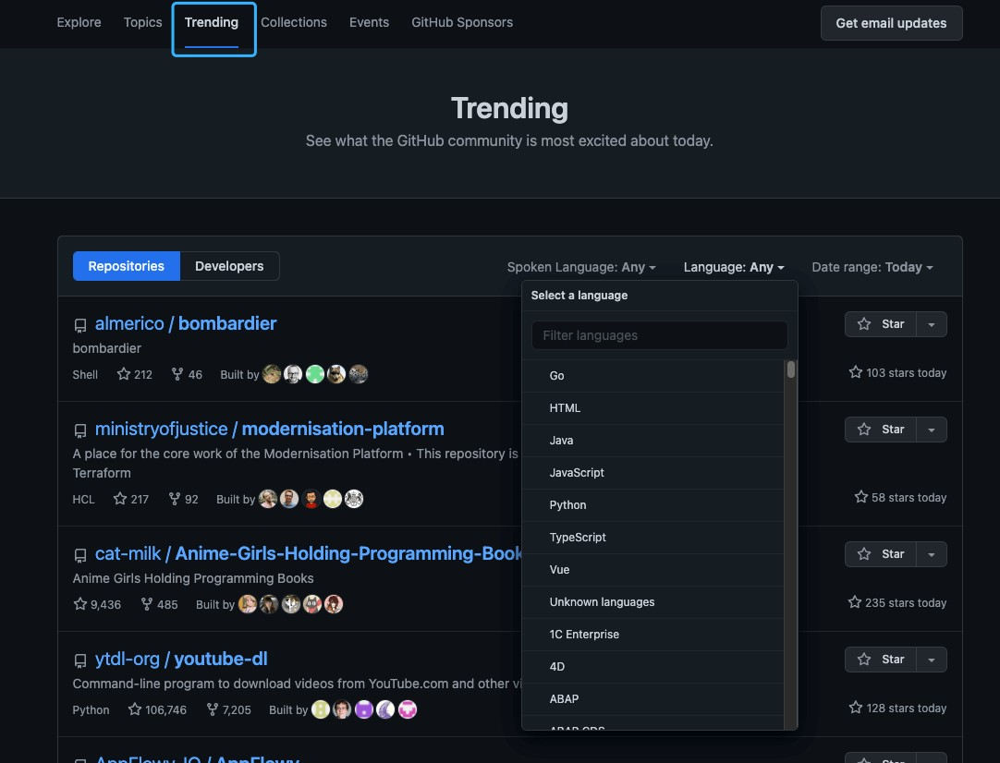 Explore Topics Trending Collections Events GitHub Sponsors Get email updates
Trending
See what the GitHub community is most excited about today.
Repositories Developers Spoken Language: Any Language: Any Date range: Today
Select a language
Filter languages
Go
HTML
Java
JavaScript
Python
TypeScript
Vue
Unknown languages
1C Enterprise
4D
ABAP
ABAP CDS
almerico / bombardier
Star
bombardier
Shell 212 46 Built by 103 stars today
ministryofjustice / modernisation-platform
Star
A place for the core work of the Modernisation Platform • This repository is
Terraform
HCL 217 92 Built by 58 stars today
cat-milk / Anime-Girls-Holding-Programming-Book
Star
Anime Girls Holding Programming Books
9,436 485 Built by 235 stars today
ytdl-org / youtube-dl
Star
Command-line program to download videos from YouTube.com and other vi
Python 106,746 7,205 Built by 128 stars today
AppFlowy-IO / AppFlowy
Star